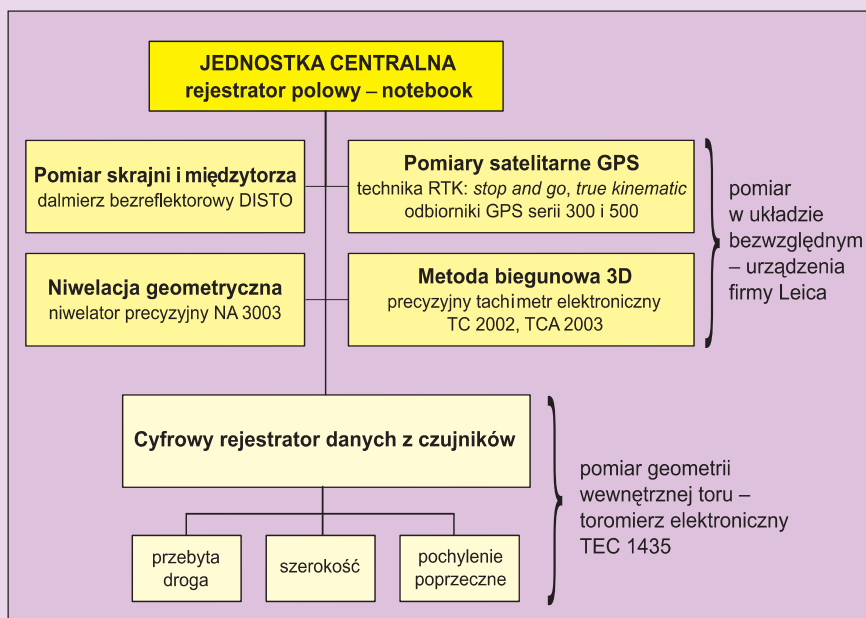 JEDNOSTKA CENTRALNA
rejestrator polowy – notebook
Pomiar skrajni i międzytorza
dalmierz bezreflektorowy DISTO
Pomiary satelitarne GPS
technika RTK: stop and go, true kinematic
odbiorniki GPS serii 300 i 500
Niwelacja geometryczna
niwelator precyzyjny NA 3003
Metoda biegunowa 3D
precyzyjny tachimetr elektroniczny
TC 2002, TCA 2003
pomiar
w układzie
bezwzględnym
– urządzenia
firmy Leica
Cyfrowy rejestrator danych z czujników
przebyta
droga
szerokość
pochylenie
poprzeczne
pomiar geometrii
wewnętrznej toru –
toromierz elektroniczny
TEC 1435